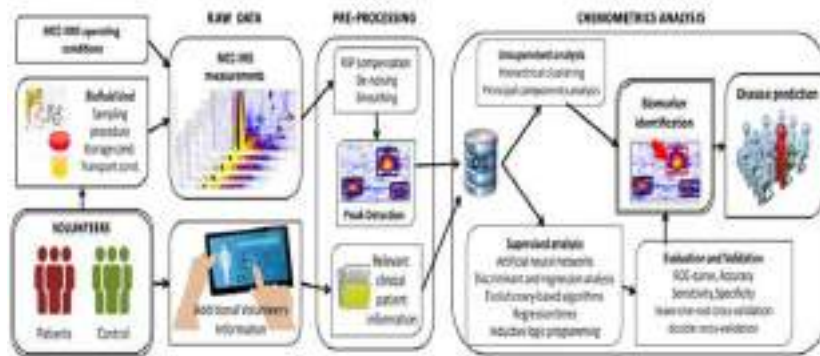 RAW DATA
PRE-PROCESSING
CHEMOMETRICS ANALYSIS
MCC-IMS operating
conditions
MCC-IMS
measurements
RIP compensation
De-noising
Smoothing
Unsupervised analysis
Hierarchical clustering
Principal components analysis
Biomarker
identification
Disease prediction
Biofluid kind
Sampling
procedure
Storage and
transport cond.
Peak Detection
VOLUNTEERS
Patients
Control
Additional Volunteers
Information
Relevant
clinical
patient
information
Supervised analysis
Artificial neural networks
Discriminant and regression analysis
Evolutionary-based algorithms
Regression trees
Inductive logic programming
Evaluation and Validation
ROC-curve, Accuracy
Sensitivity, Specificity
leave-one-out cross-validation
double cross-validation